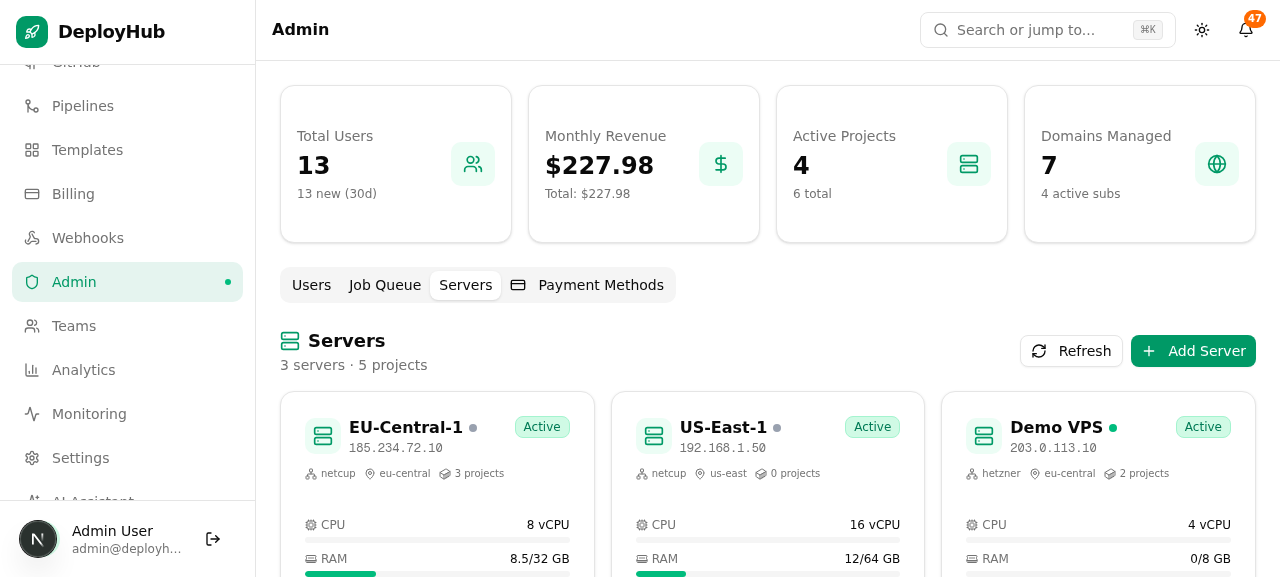 DeployHub
GitHub
Pipelines
Templates
Billing
Webhooks
Admin
Teams
Analytics
Monitoring
Settings
AI Assistant
Admin User
admin@deployh...
Admin
Search or jump to...
⌘K
47
Total Users
13
13 new (30d)
Monthly Revenue
$227.98
Total: $227.98
Active Projects
4
6 total
Domains Managed
7
4 active subs
Users
Job Queue
Servers
Payment Methods
Servers
3 servers · 5 projects
Refresh
Add Server
EU-Central-1
Active
185.234.72.10
netcup eu-central 3 projects
CPU 8 vCPU
RAM 8.5/32 GB
US-East-1
Active
192.168.1.50
netcup us-east 0 projects
CPU 16 vCPU
RAM 12/64 GB
Demo VPS
Active
203.0.113.10
hetzner eu-central 2 projects
CPU 4 vCPU
RAM 0/8 GB